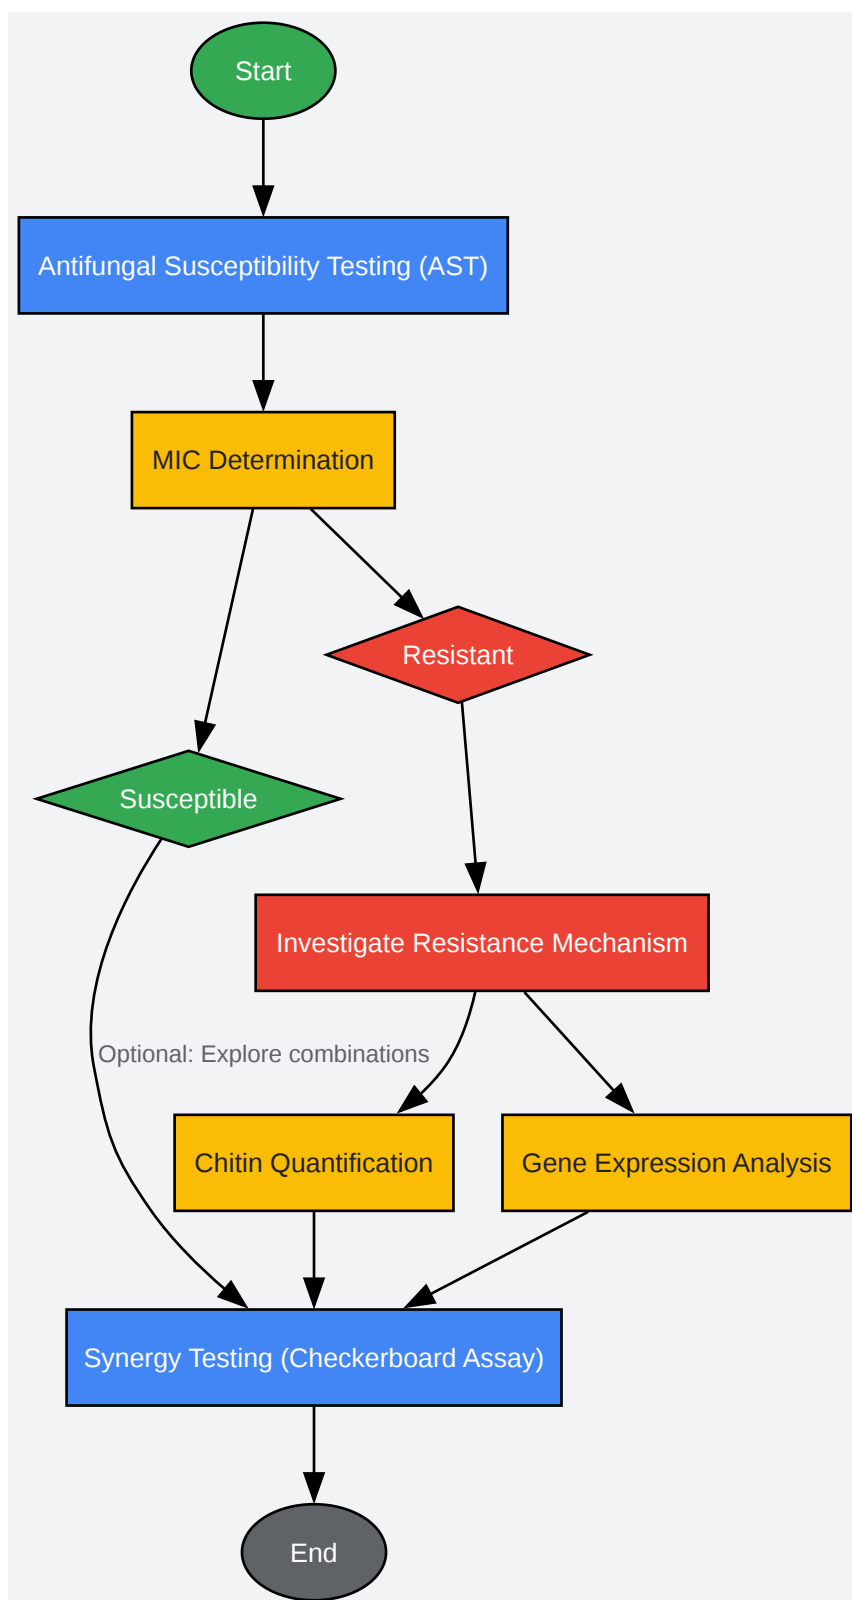 Start
Antifungal Susceptibility Testing (AST)
MIC Determination
Resistant
Susceptible
Investigate Resistance Mechanism
Optional: Explore combinations
Chitin Quantification
Gene Expression Analysis
Synergy Testing (Checkerboard Assay)
End